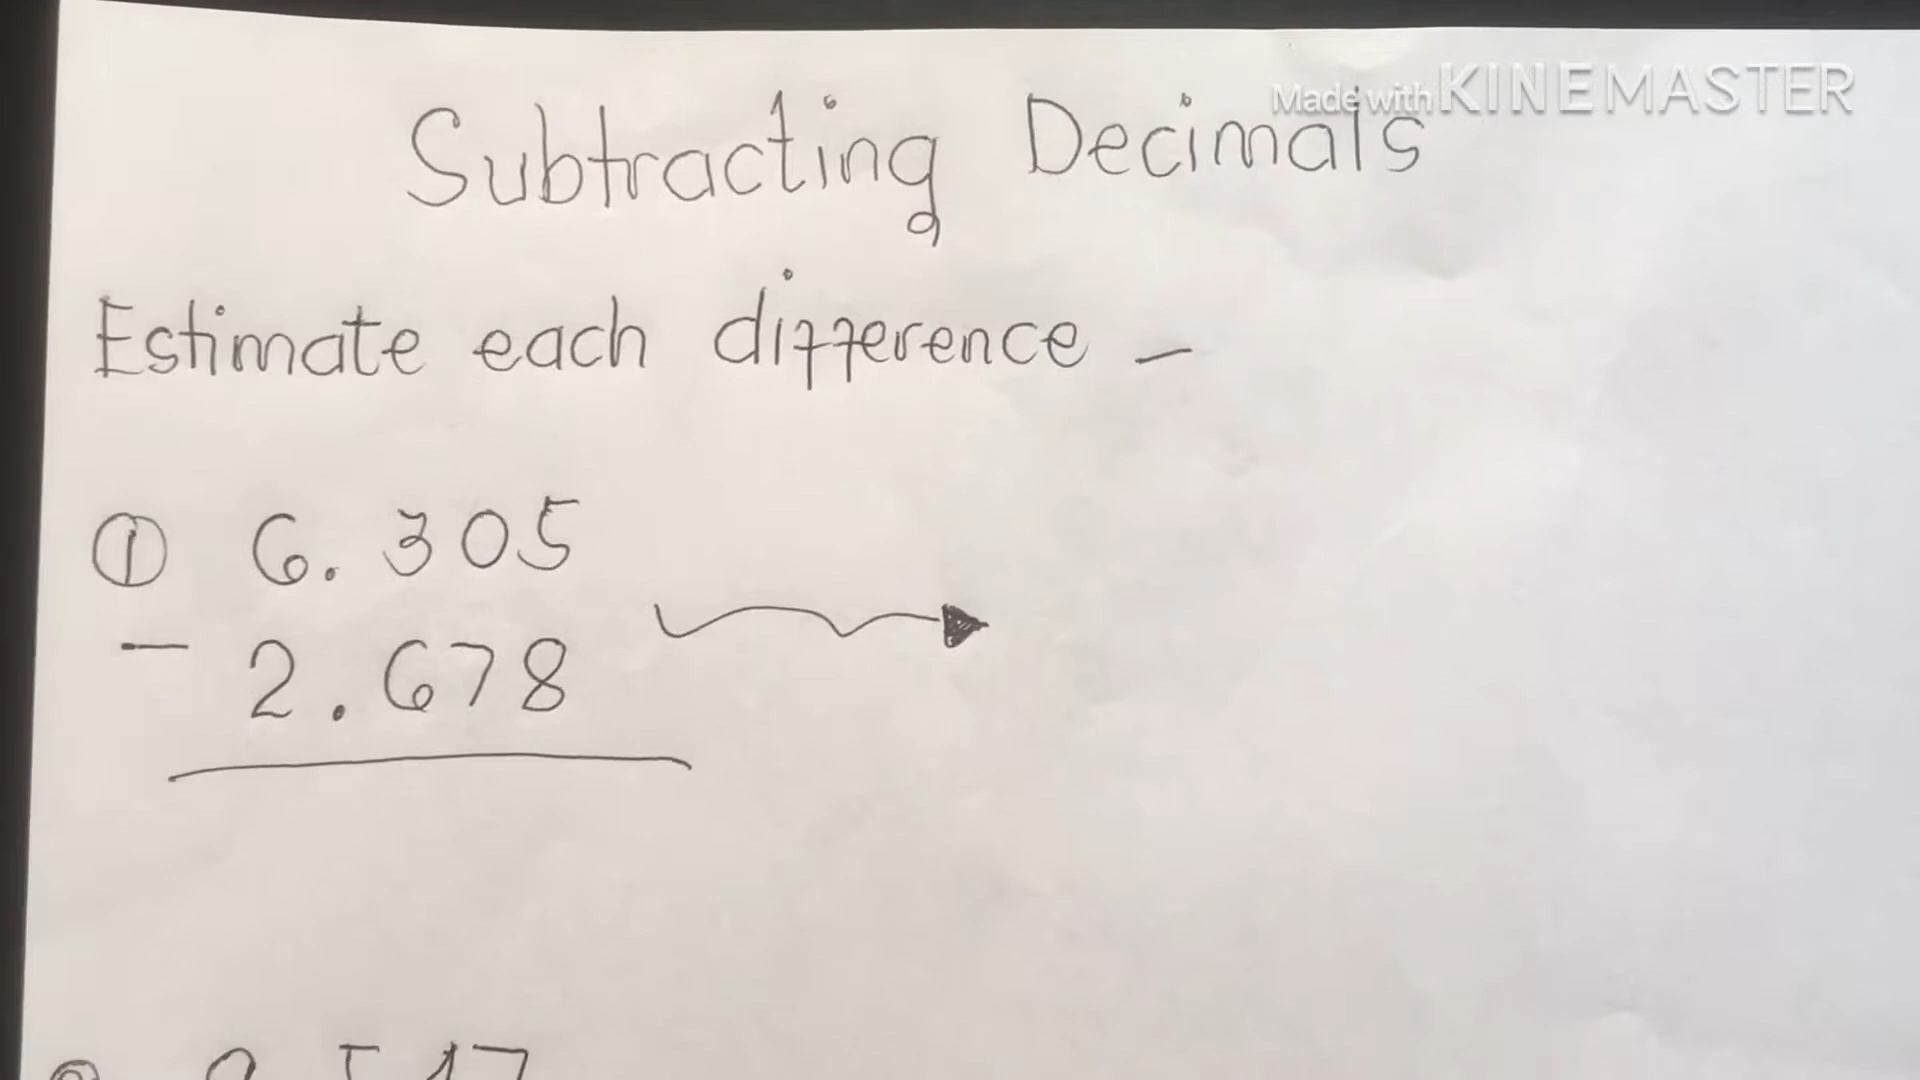 Made with KINEMASTER
Subtracting Decimals
Estimate each difference –
① 6.305
- 2.678